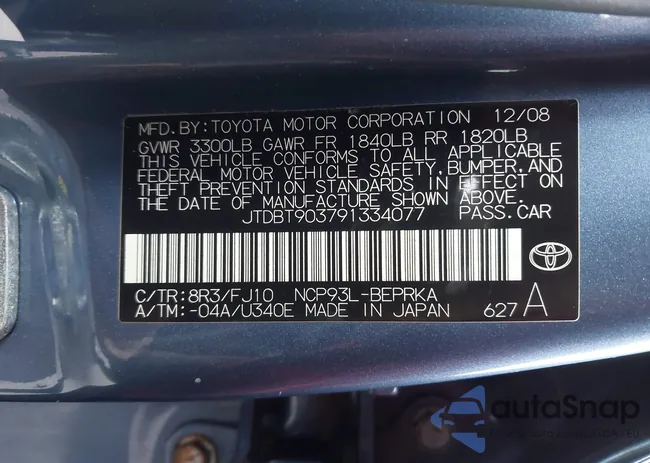 MFD.BY:TOYOTA MOTOR CORPORATION 12/08
GVWR 3300LB GAWR FR 1840LB RR 1820LB
THIS VEHICLE CONFORMS TO ALL APPLICABLE
FEDERAL MOTOR VEHICLE SAFETY,BUMPER,AND
THEFT PREVENTION STANDARDS IN EFFECT ON
THE DATE OF MANUFACTURE SHOWN ABOVE.
JTDBT903791334077 PASS.CAR
C/TR:8R3/FJ10 NCP93L-BEPRKA
A/TM:-04A/U340E MADE IN JAPAN 627 A
autoSnap